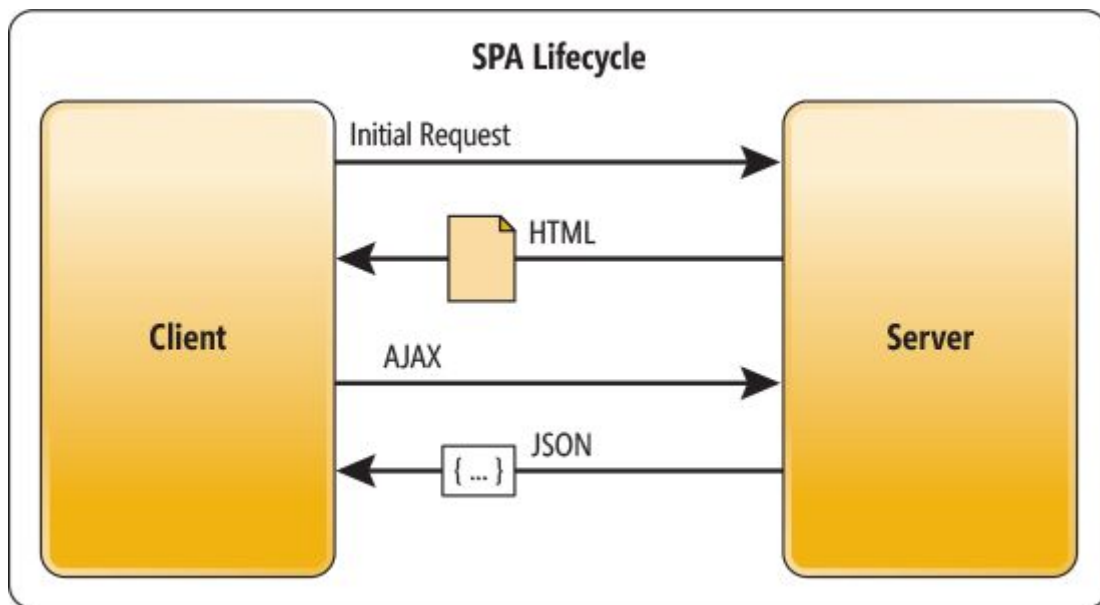 SPA Lifecycle
Initial Request
HTML
Client
Server
AJAX
JSON
{ ... }